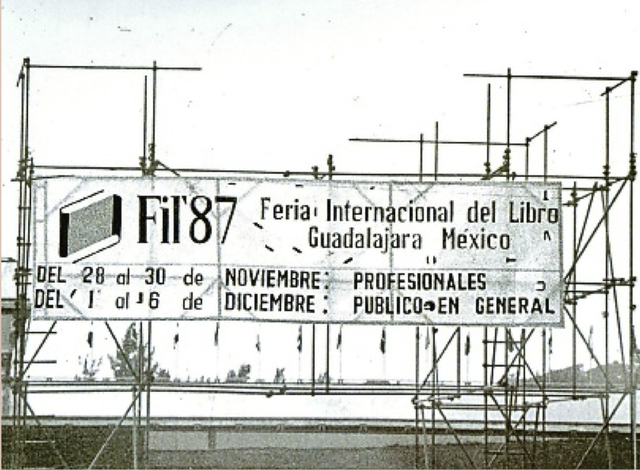 Fil'87
Feria Internacional del Libro
Guadalajara México
DEL 28 al 30 de NOVIEMBRE: PROFESIONALES
DEL 1 al 6 de DICIEMBRE: PUBLICO EN GENERAL